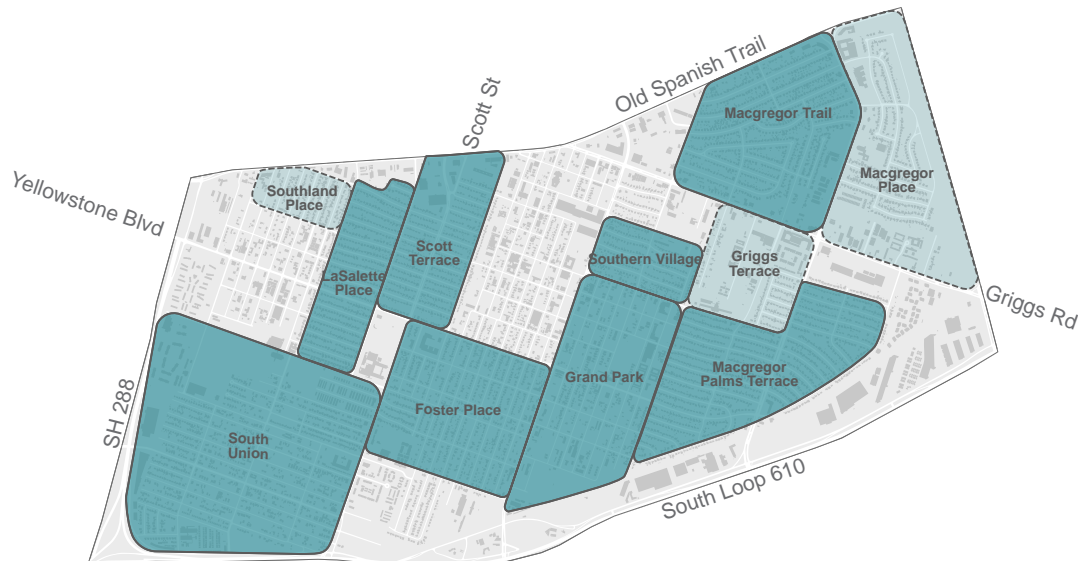 Scott St
Old Spanish Trail
Macgregor Trail
Yellowstone Blvd
Southland
Place
Macgregor
Place
Scott
Terrace
Southern Village
Griggs
Terrace
LaSalette
Place
Griggs Rd
Grand Park
Macgregor
Palms Terrace
Foster Place
SH 288
South
Union
South Loop 610